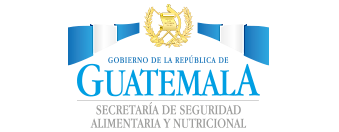 GOBIERNO DE LA REPÚBLICA DE
GUATEMALA
SECRETARÍA DE SEGURIDAD
ALIMENTARIA Y NUTRICIONAL